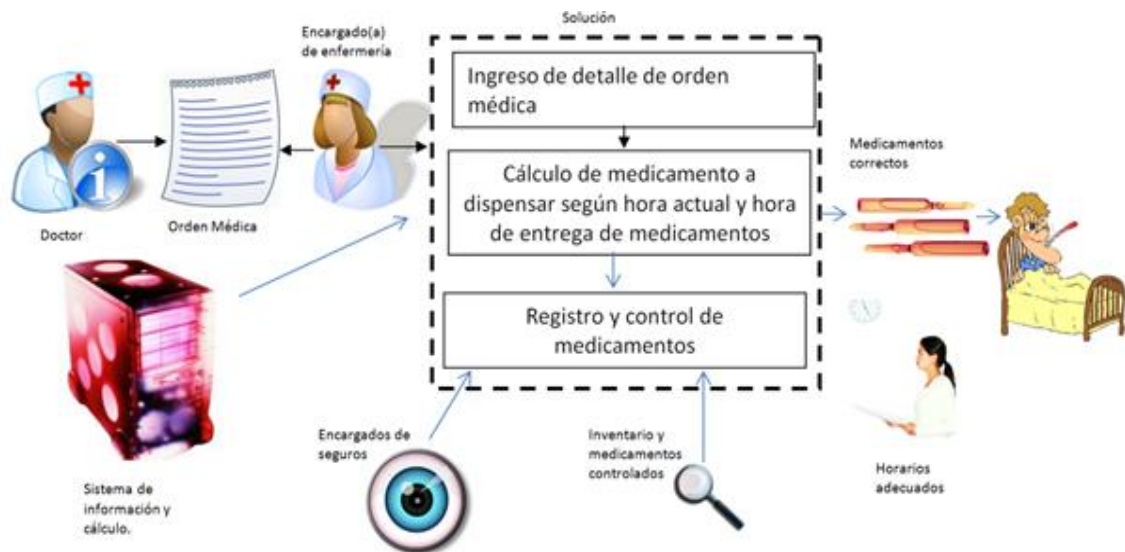 Solución
Encargado(a)
de enfermería
Ingreso de detalle de orden
médica
Doctor
Orden Médica
Cálculo de medicamento a
dispensar según hora actual y hora
de entrega de medicamentos
Medicamentos
correctos
Registro y control de
medicamentos
Sistema de
información y
cálculo.
Encargados de
seguros
Inventario y
medicamentos
controlados
Horarios
adecuados